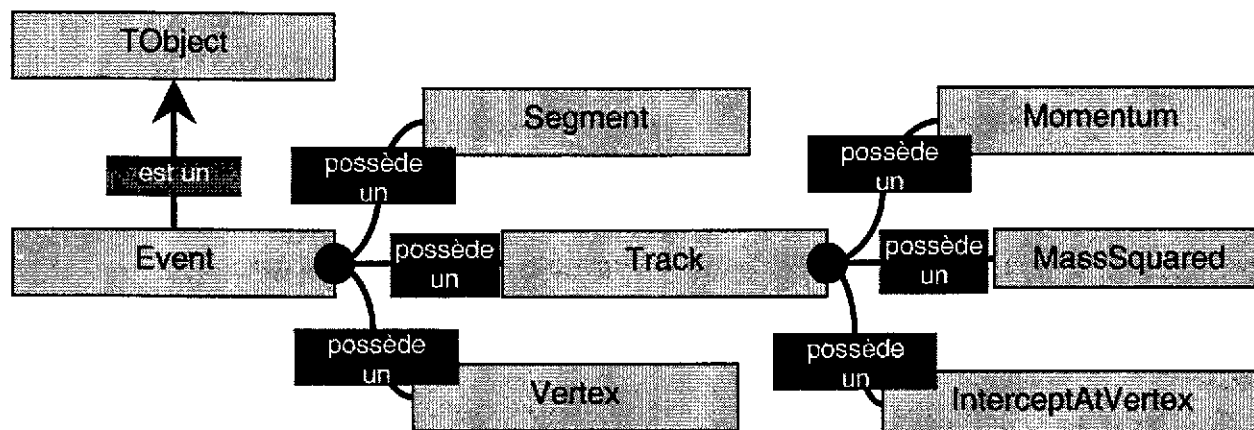 TObject
Segment
Momentum
possède
un
possède
un
est un
Event
possède
un
Track
possède
un
MassSquared
possède
un
Vertex
possède
un
InterceptAtVertex